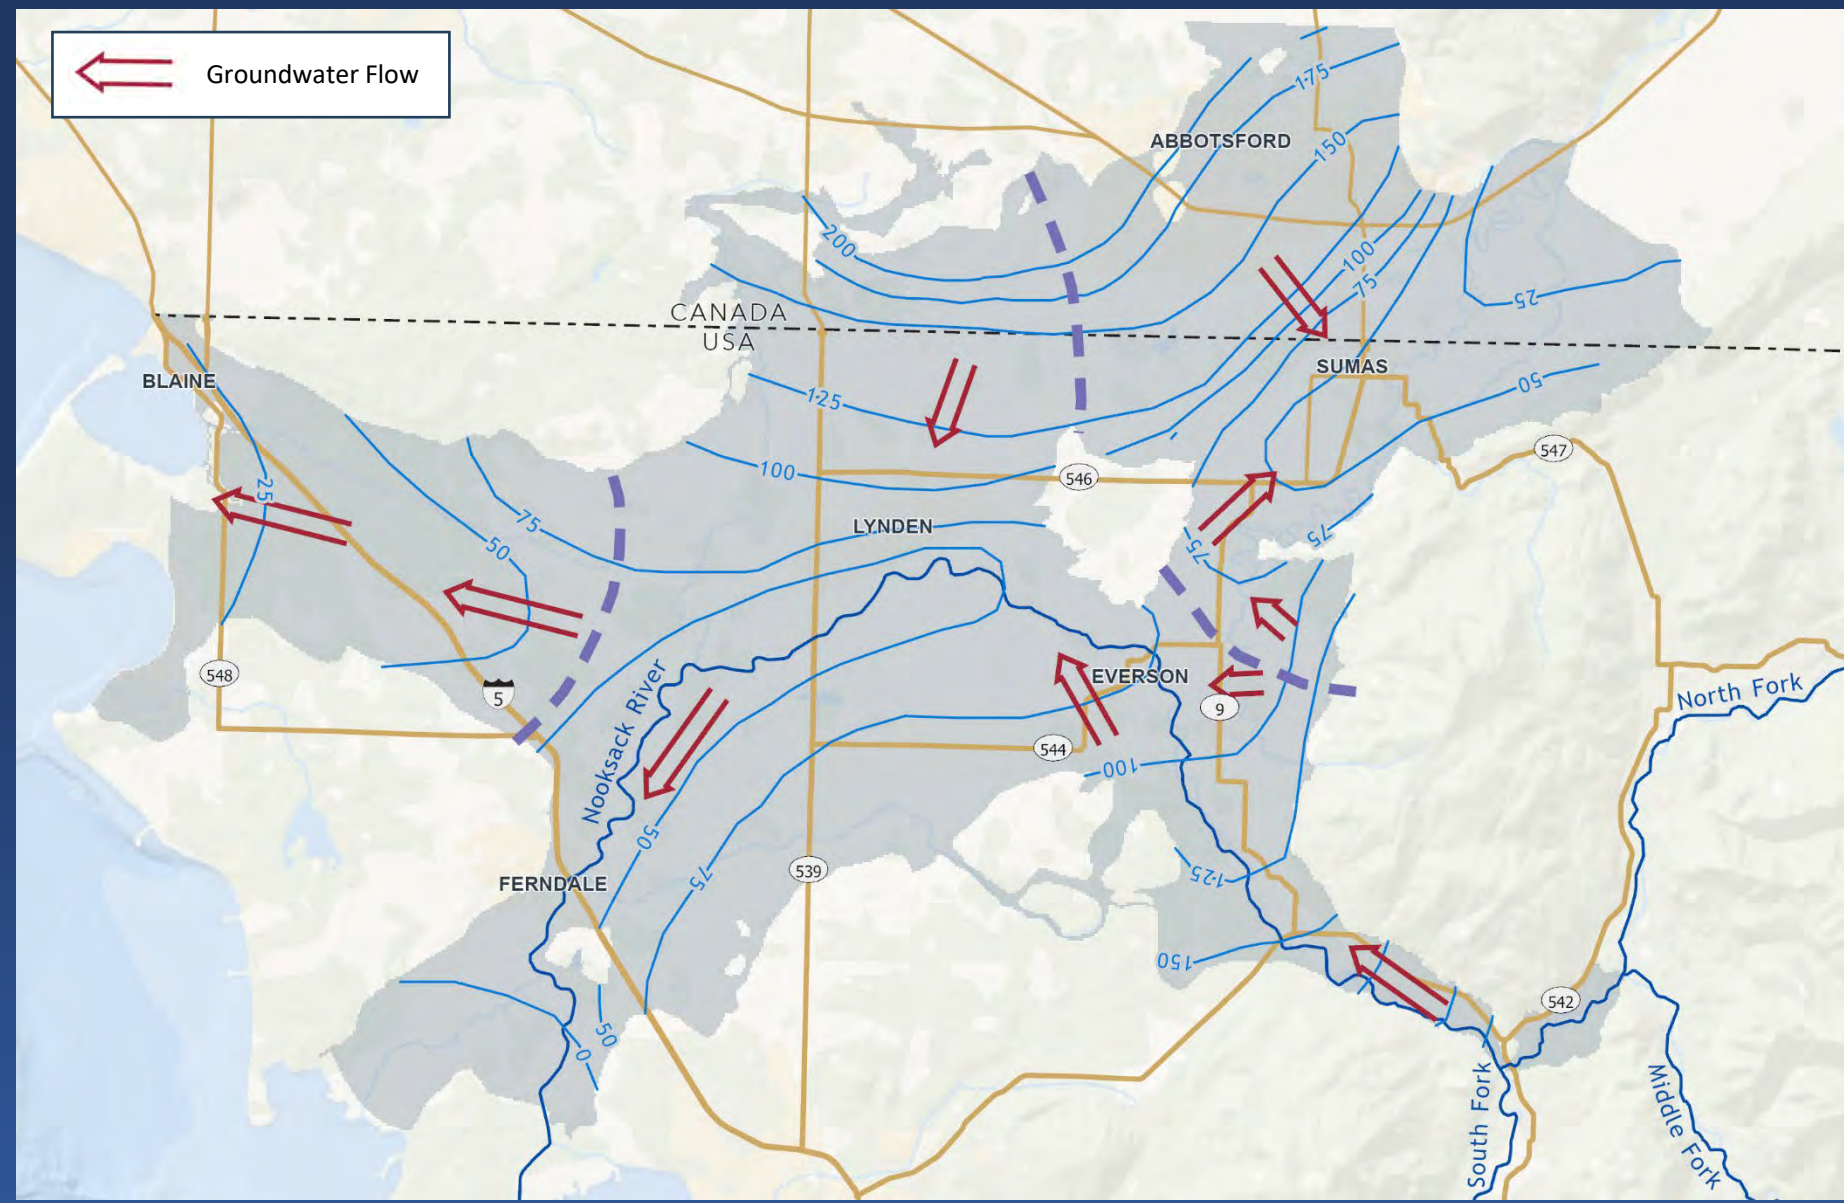 Groundwater Flow
175
ABBOTSFORD
150
200
100
75
25
CANADA
USA
SUMAS
BLAINE
50
125
547
100
546
25
75
LYNDEN
50
75
75
548
5
Nooksack River
EVERSON
9
North Fork
544
100
50
539
75
FERNDALE
125
150
542
50
0
South Fork
Middle Fork